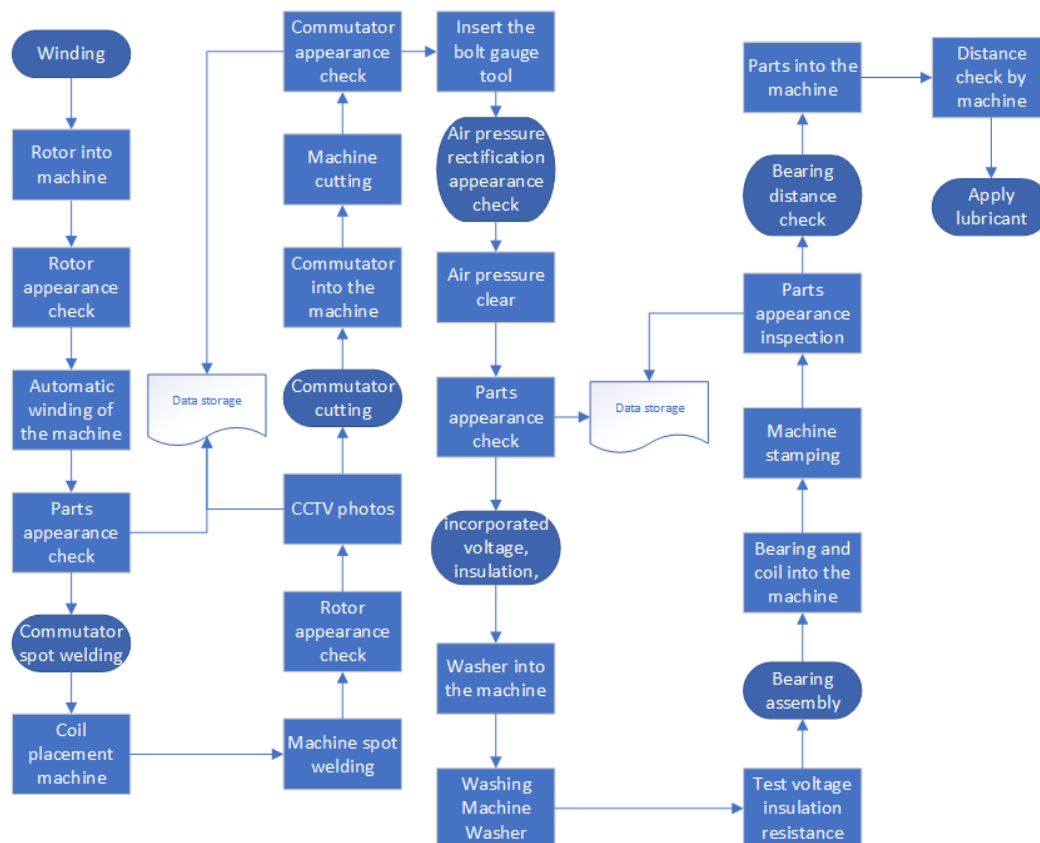 Winding
Rotor into
machine
Rotor
appearance
check
Automatic
winding of
the machine
Parts
appearance
check
Commutator
spot welding
Coil
placement
machine
Data storage
Commutator
appearance
check
Machine
cutting
Commutator
into the
machine
Commutator
cutting
CCTV photos
Rotor
appearance
check
Machine spot
welding
Insert the
bolt gauge
tool
Air pressure
rectification
appearance
check
Air pressure
clear
Parts
appearance
check
incorporated
voltage,
insulation,
Washer into
the machine
Washing
Machine
Washer
Data storage
Parts into the
machine
Bearing
distance
check
Parts
appearance
inspection
Machine
stamping
Bearing and
coil into the
machine
Bearing
assembly
Test voltage
insulation
resistance
Distance
check by
machine
Apply
lubricant